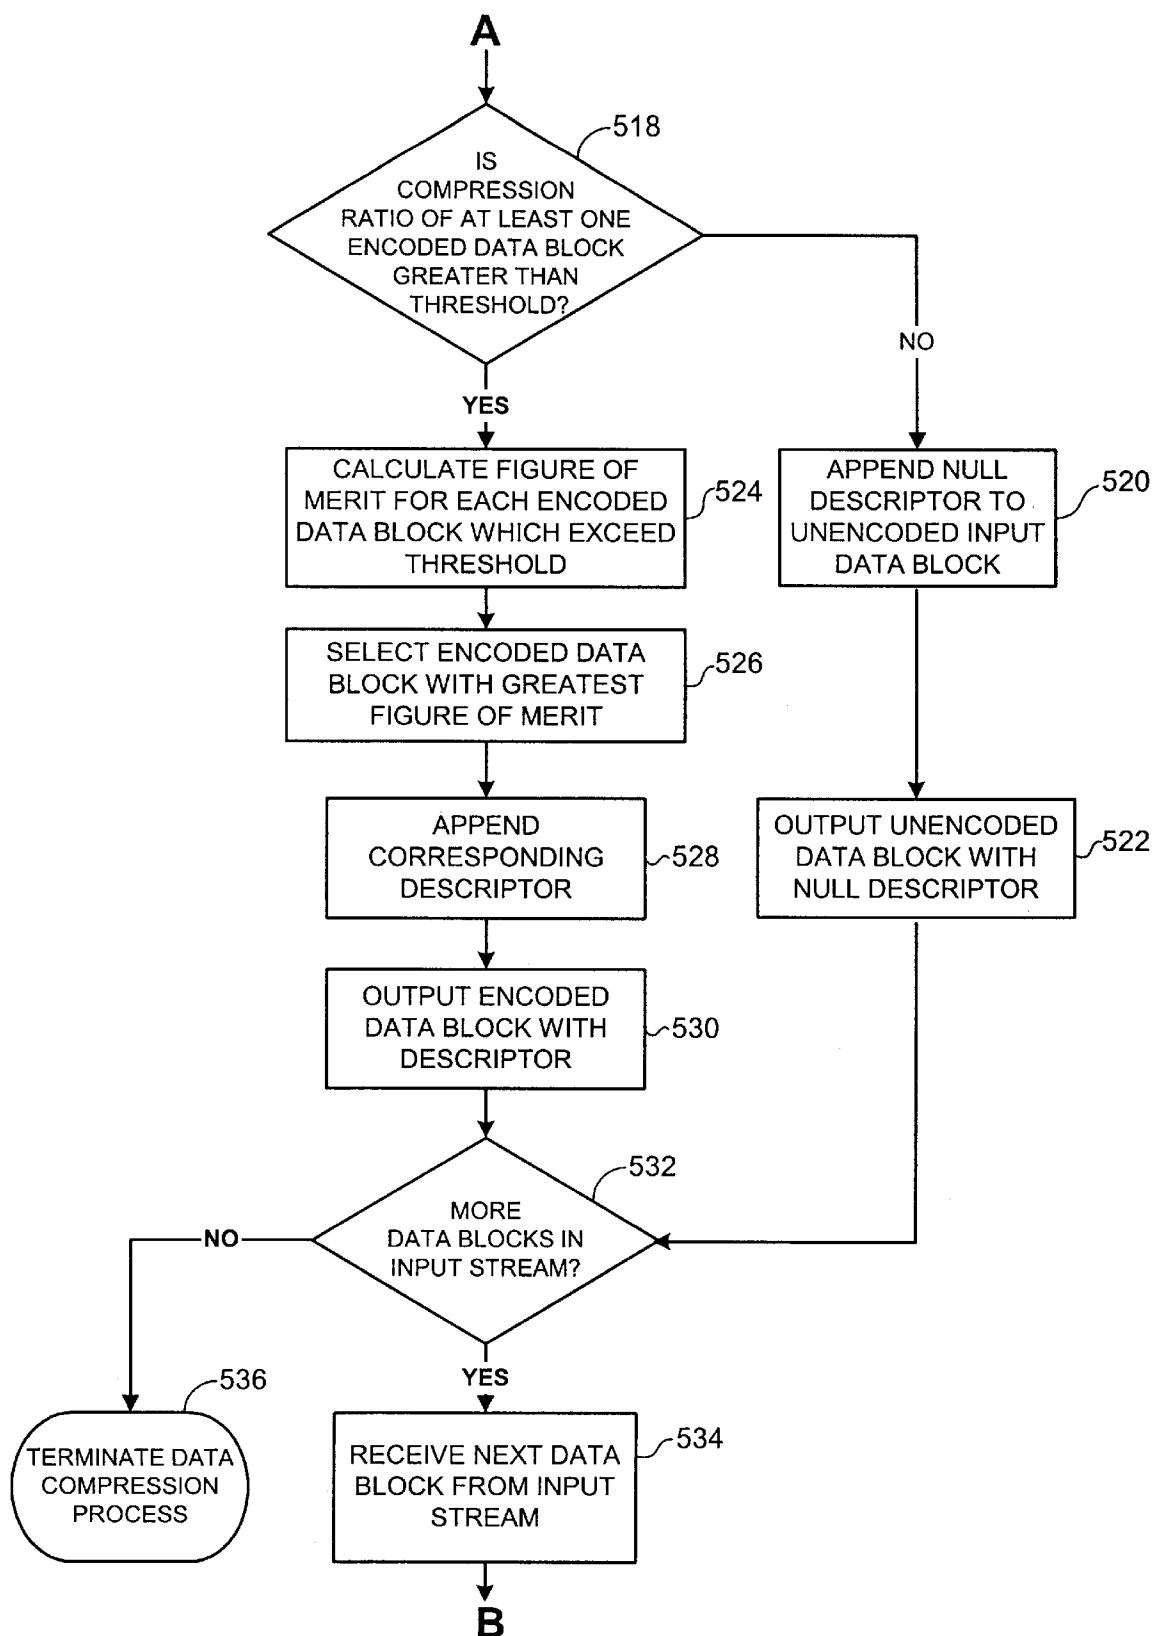 A
518
IS
COMPRESSION
RATIO OF AT LEAST ONE
ENCODED DATA BLOCK
GREATER THAN
THRESHOLD?
NO
YES
CALCULATE FIGURE OF
MERIT FOR EACH ENCODED
DATA BLOCK WHICH EXCEED
THRESHOLD
524
APPEND NULL
DESCRIPTOR TO
UNENCODED INPUT
DATA BLOCK
520
SELECT ENCODED DATA
BLOCK WITH GREATEST
FIGURE OF MERIT
526
APPEND
CORRESPONDING
DESCRIPTOR
528
OUTPUT UNENCODED
DATA BLOCK WITH
NULL DESCRIPTOR
522
OUTPUT ENCODED
DATA BLOCK WITH
DESCRIPTOR
530
532
MORE
DATA BLOCKS IN
INPUT STREAM?
NO
YES
536
TERMINATE DATA
COMPRESSION
PROCESS
RECEIVE NEXT DATA
BLOCK FROM INPUT
STREAM
534
B